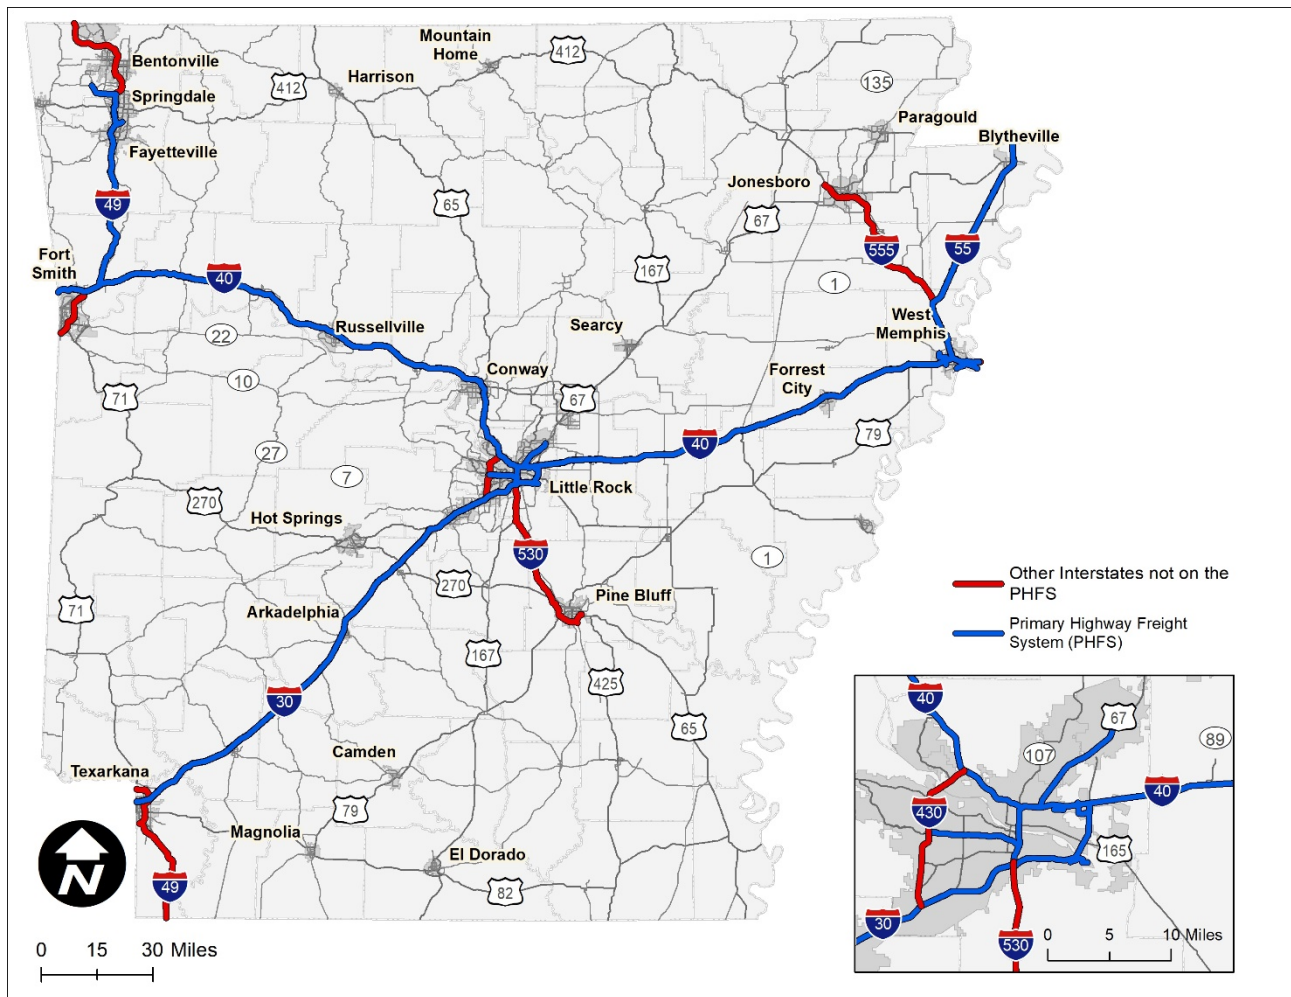 Bentonville
Springdale
Fayetteville
412
Harrison
Mountain
Home
412
135
Paragould
Blytheville
Jonesboro
49
65
67
555
55
Fort
Smith
40
167
1
22
Russellville
Searcy
West
Memphis
10
Conway
Forrest
City
71
67
79
27
40
7
270
Little Rock
Hot Springs
530
1
270
Pine Bluff
71
Arkadelphia
167
425
30
65
Camden
Texarkana
79
Magnolia
El Dorado
49
82
N
0 15 30 Miles
Other Interstates not on the
PHFS
Primary Highway Freight
System (PHFS)
40
67
107
89
40
430
165
30
530
0 5 10 Miles